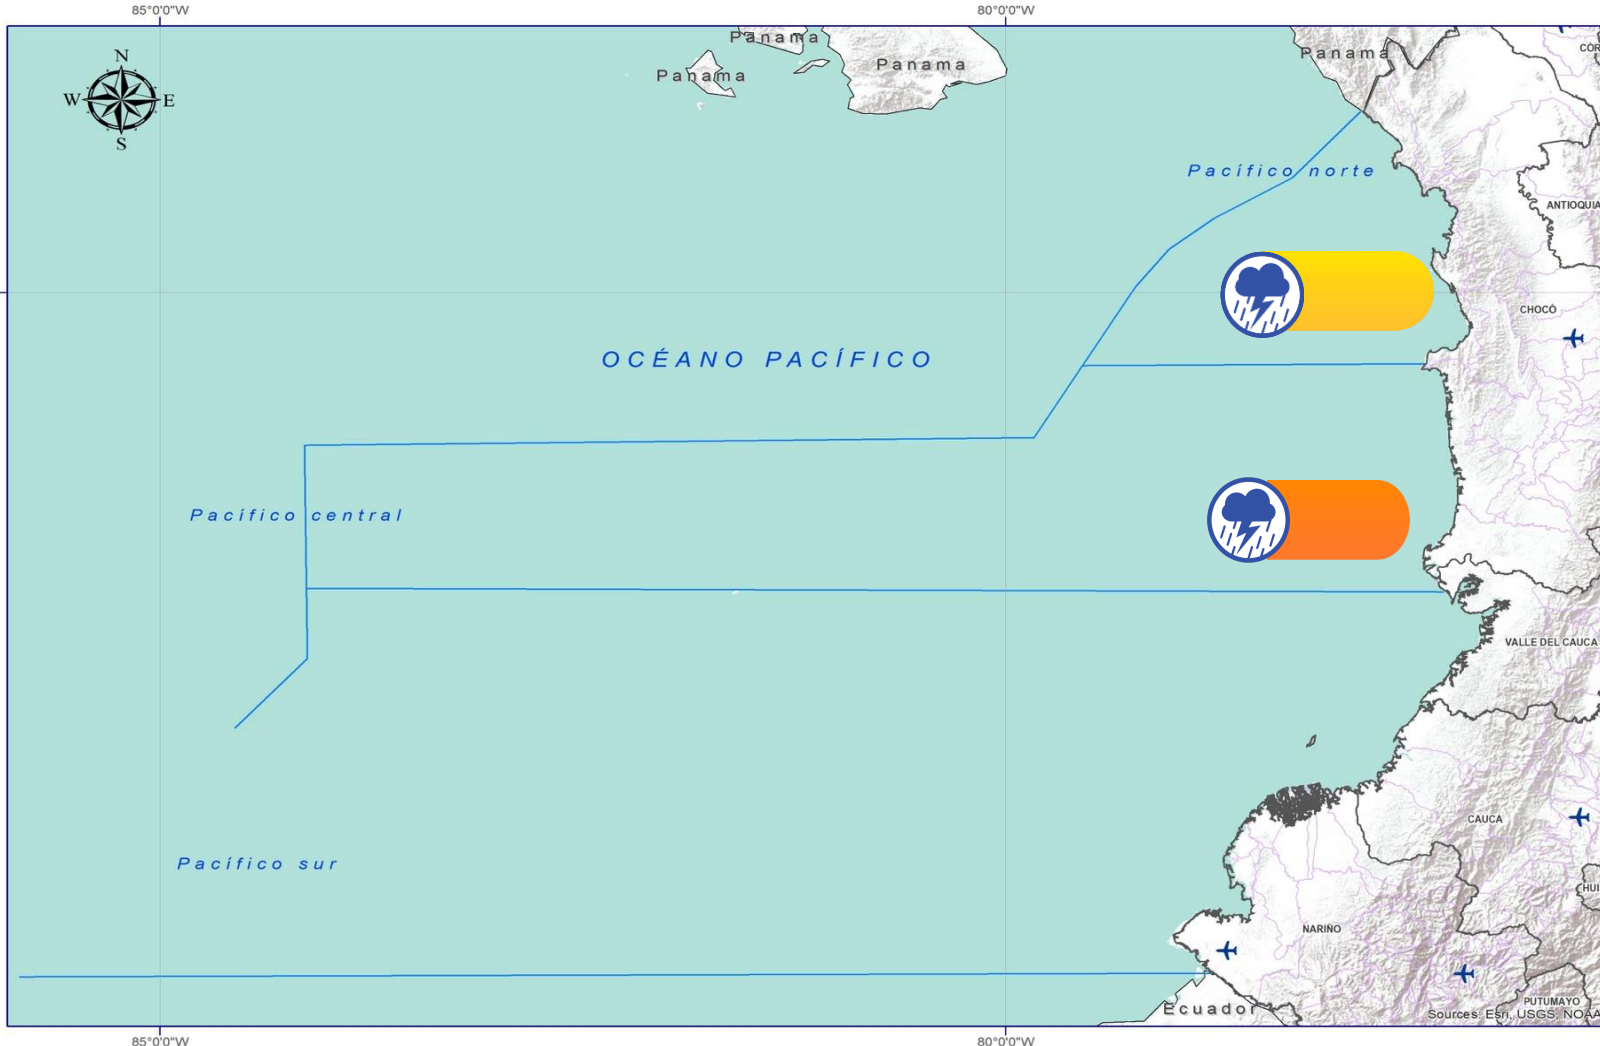 85°0'0"W
80°0'0"W
N
W
E
S
Panama
Panama
Panama
Panama
CÓR
Pacífico norte
ANTIOQUIA
CHOCÓ
OCÉANO PACÍFICO
Pacífico central
VALLE DEL CAUCA
CAUCA
Pacífico sur
HUI
NARIÑO
PUTUMAYO
Ecuador
Sources: Esri, USGS, NOAA
85°0'0"W
80°0'0"W